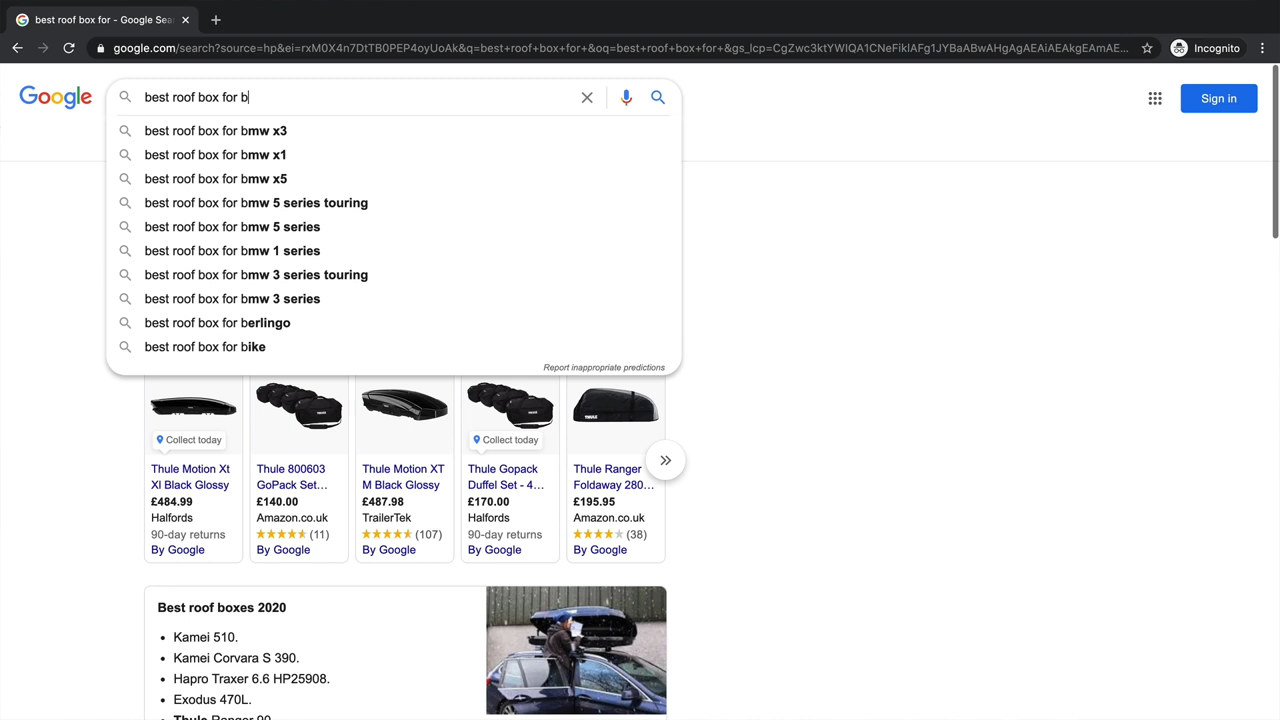 best roof box for - Google Sea
google.com/search?source=hp&ei=rxM0X4n7DtTB0PEP4oyUoAk&q=best+roof+box+for+&oq=best+roof+box+for+&gs_lcp=CgZwc3ktYWIQA1CNeFiklAFg1JYBaABwAHgAgAEAiAEAkgEAmAE...
Incognito
Google
best roof box for b
Sign in
best roof box for bmw x3
best roof box for bmw x1
best roof box for bmw x5
best roof box for bmw 5 series touring
best roof box for bmw 5 series
best roof box for bmw 1 series
best roof box for bmw 3 series touring
best roof box for bmw 3 series
best roof box for berlingo
best roof box for bike
Report inappropriate predictions
Collect today
Thule Motion Xt
Xl Black Glossy
£484.99
Halfords
90-day returns
By Google
Thule 800603
GoPack Set...
£140.00
Amazon.co.uk
(11)
By Google
Thule Motion XT
M Black Glossy
£487.98
TrailerTek
(107)
By Google
Collect today
Thule Gopack
Duffel Set - 4...
£170.00
Halfords
90-day returns
By Google
THULE
Thule Ranger
Foldaway 280...
£195.95
Amazon.co.uk
(38)
By Google
Best roof boxes 2020
• Kamei 510.
• Kamei Corvara S 390.
• Hapro Traxer 6.6 HP25908.
• Exodus 470L.
• Thule Ranger 90